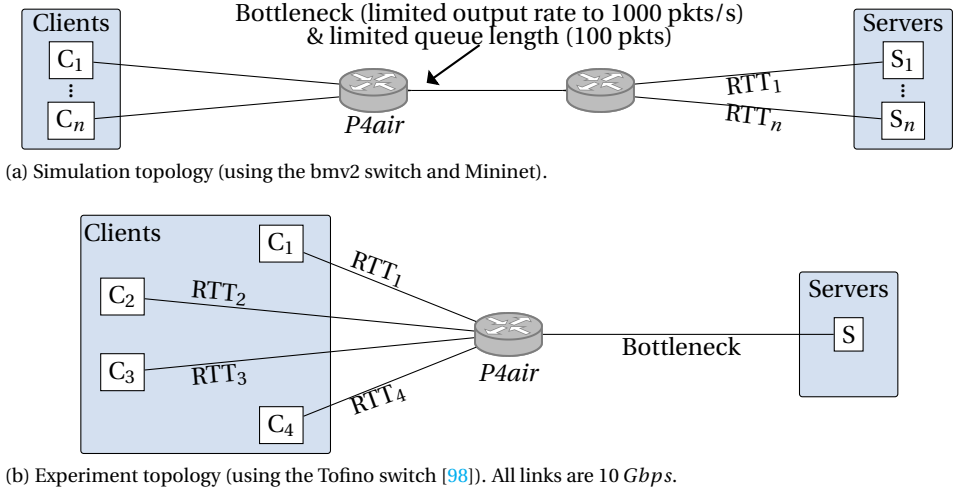 Bottleneck (limited output rate to 1000 pkts/s)
& limited queue length (100 pkts)
Clients
C1
⋮
Cn
P4air
RTT1
RTTn
Servers
S1
⋮
Sn
(a) Simulation topology (using the bmv2 switch and Mininet).
Clients
C1
C2
C3
C4
RTT1
RTT2
RTT3
RTT4
P4air
Bottleneck
Servers
S
(b) Experiment topology (using the Tofino switch [98]). All links are 10 Gbps.